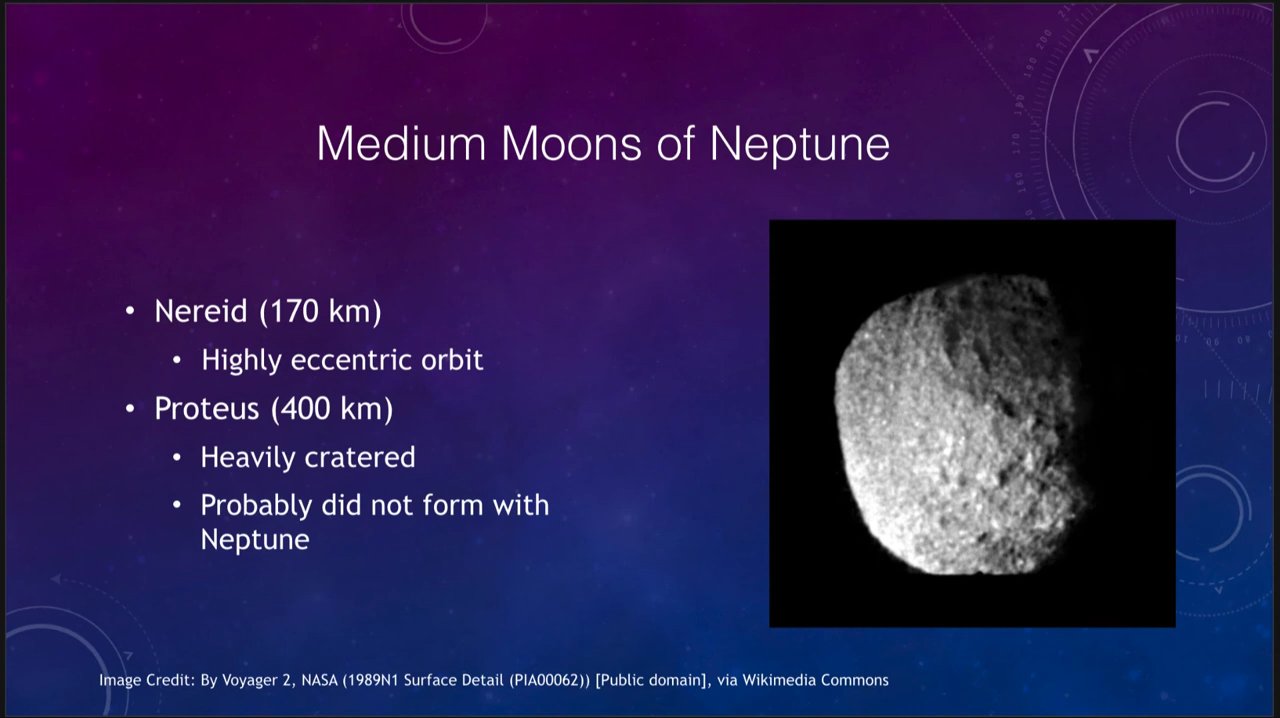 Medium Moons of Neptune
• Nereid (170 km)
• Highly eccentric orbit
• Proteus (400 km)
• Heavily cratered
• Probably did not form with
Neptune
Image Credit: By Voyager 2, NASA (1989N1 Surface Detail (PIA00062)) [Public domain], via Wikimedia Commons